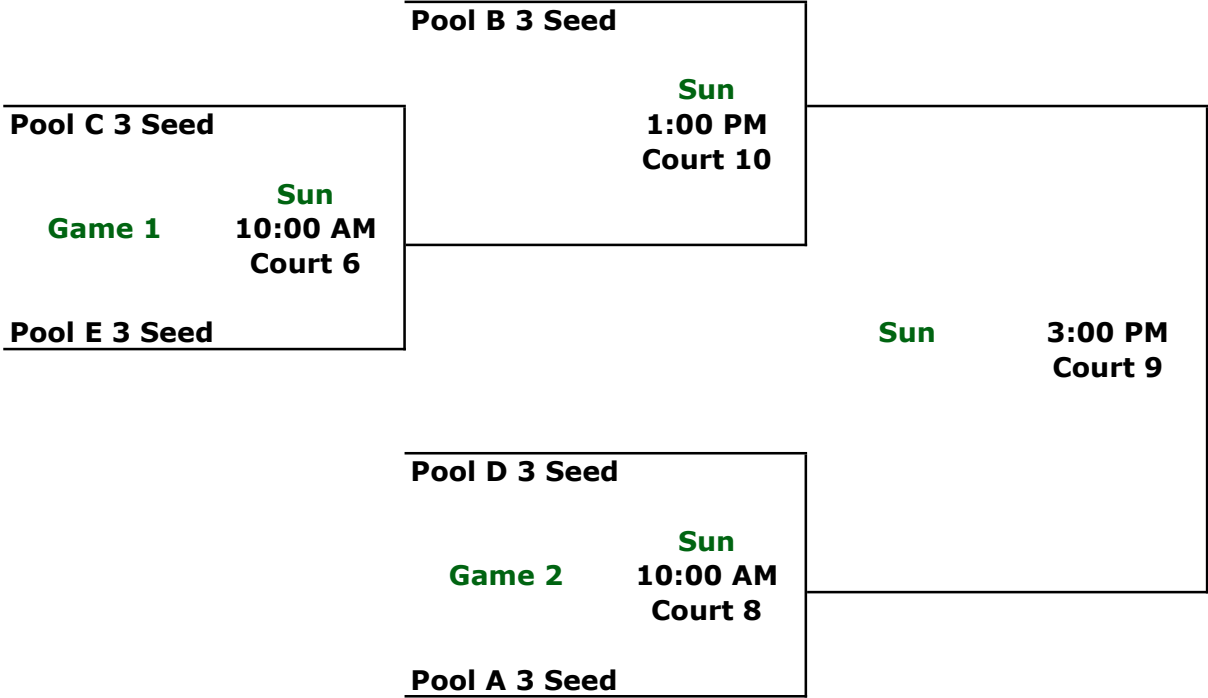 Pool B 3 Seed
Sun
Pool C 3 Seed
1:00 PM
Court 10
Sun
Game 1
10:00 AM
Court 6
Pool E 3 Seed
Sun
3:00 PM
Court 9
Pool D 3 Seed
Sun
Game 2
10:00 AM
Court 8
Pool A 3 Seed